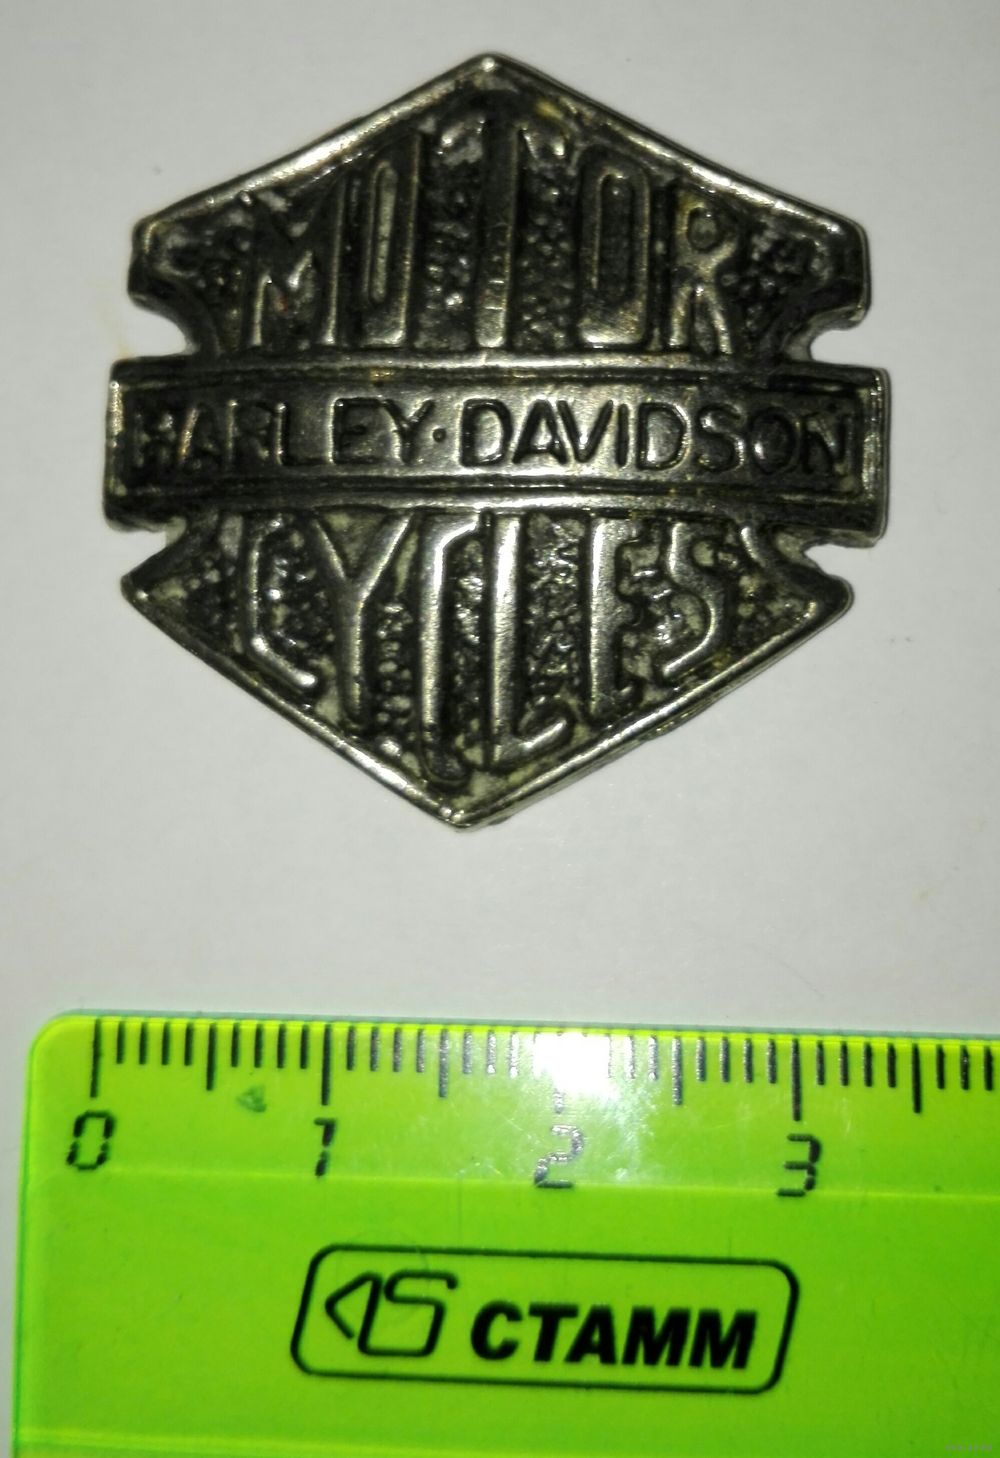 MOTOR
HARLEY·DAVIDSON
CYCLES
0 1 2 3
СТАММ